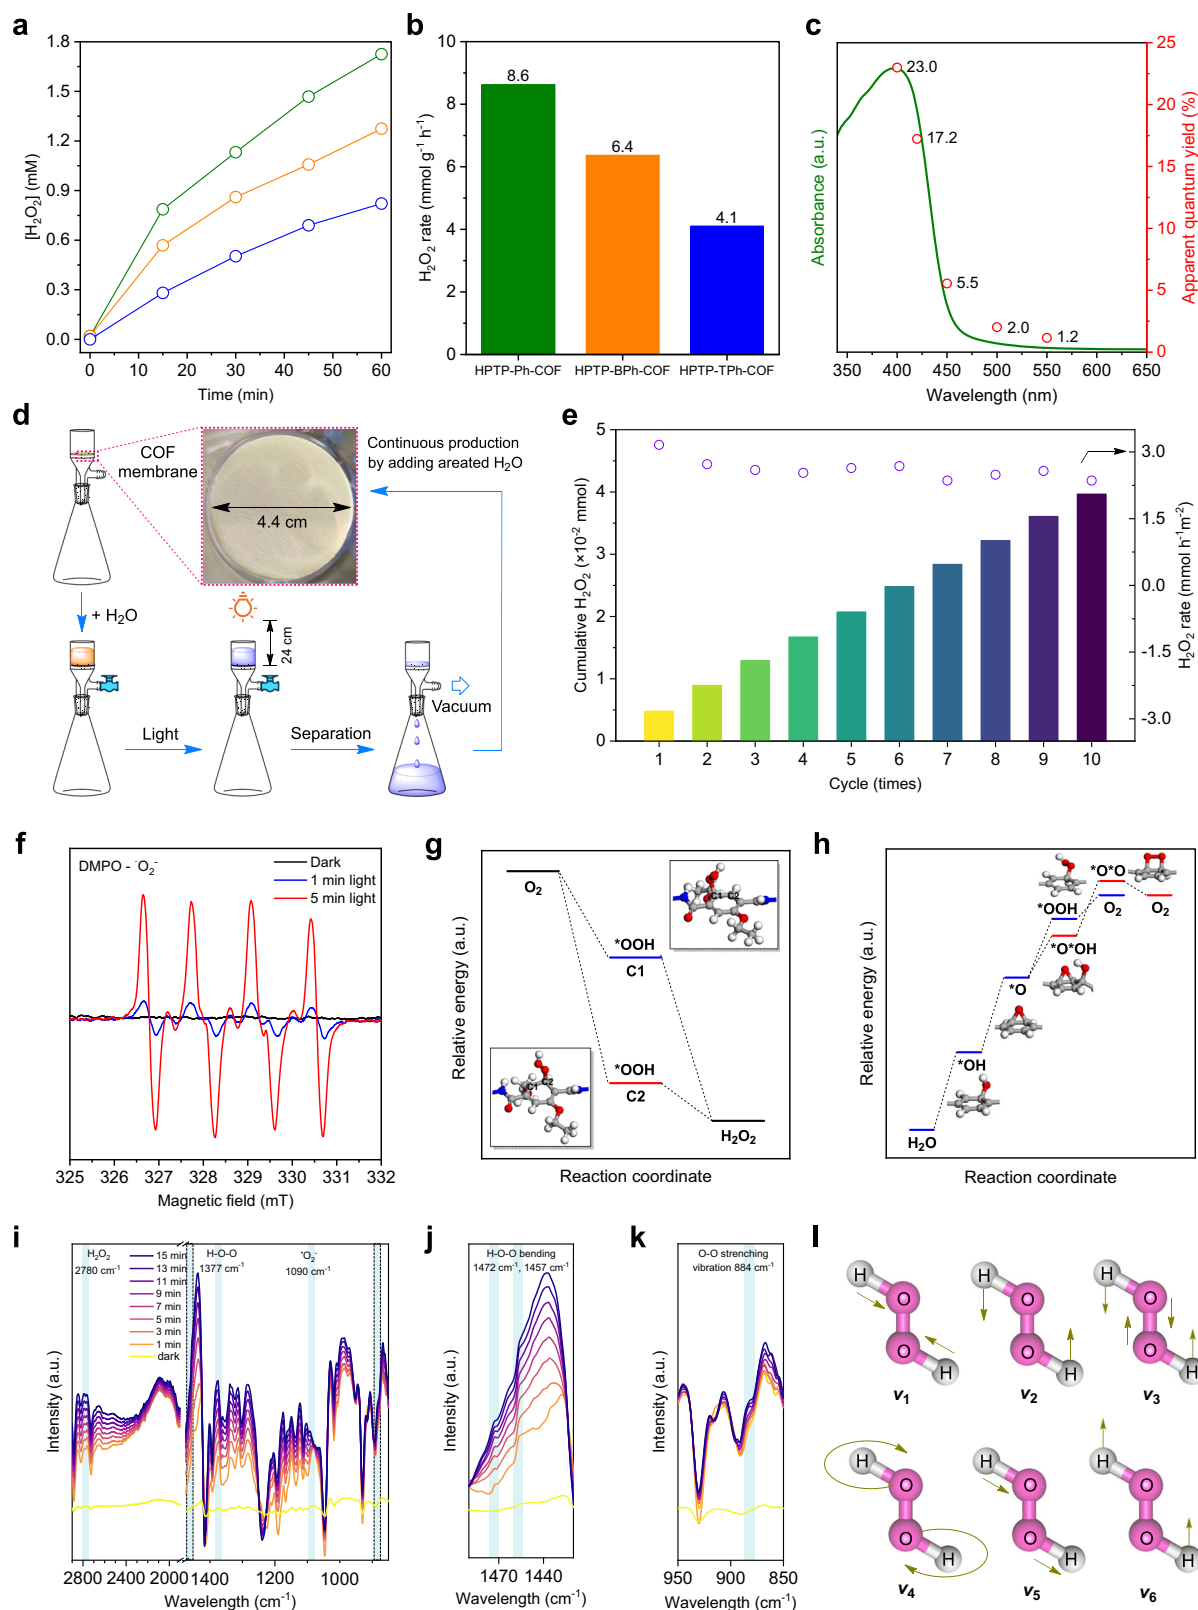 a
[H₂O₂] (mM)
1.8
1.5
1.2
0.9
0.6
0.3
0.0
0 10 20 30 40 50 60
Time (min)
b
H₂O₂ rate (mmol g⁻¹ h⁻¹)
10
8
6
4
2
0
8.6
6.4
4.1
HPTP-Ph-COF HPTP-BPh-COF HPTP-TPh-COF
c
Absorbance (a.u.)
23.0
17.2
5.5
2.0
1.2
25
20
15
10
5
0
Apparent quantum yield (%)
350 400 450 500 550 600 650
Wavelength (nm)
d
COF
membrane
4.4 cm
Continuous production
by adding areated H₂O
+ H₂O
24 cm
Light
Separation
Vacuum
e
Cumulative H₂O₂ (×10⁻² mmol)
5
4
3
2
1
0
3.0
1.5
0.0
-1.5
-3.0
H₂O₂ rate (mmol h⁻¹m⁻²)
1 2 3 4 5 6 7 8 9 10
Cycle (times)
f
DMPO - ·O₂⁻
Dark
1 min light
5 min light
Intensity (a.u.)
325 326 327 328 329 330 331 332
Magnetic field (mT)
g
Relative energy (a.u.)
O₂
*OOH
C1
*OOH
C2
H₂O₂
C1 C2
C1 C2
Reaction coordinate
h
Relative energy (a.u.)
H₂O
*OH
*O
*OOH
*O*OH
*O*O
O₂
O₂
Reaction coordinate
i
H₂O₂
2780 cm⁻¹
15 min
13 min
11 min
9 min
7 min
5 min
3 min
1 min
dark
H-O-O
1377 cm⁻¹
·O₂⁻
1090 cm⁻¹
Intensity (a.u.)
2800 2400 2000 1400 1200 1000
Wavelength (cm⁻¹)
j
H-O-O bending
1472 cm⁻¹, 1457 cm⁻¹
Intensity (a.u.)
1470 1440
Wavelength (cm⁻¹)
k
O-O strenching
vibration 884 cm⁻¹
Intensity (a.u.)
950 900 850
Wavelength (cm⁻¹)
l
H O O H
H O O H
H O O H
v₁ v₂ v₃
H O O H
H O O H
H O O H
v₄ v₅ v₆